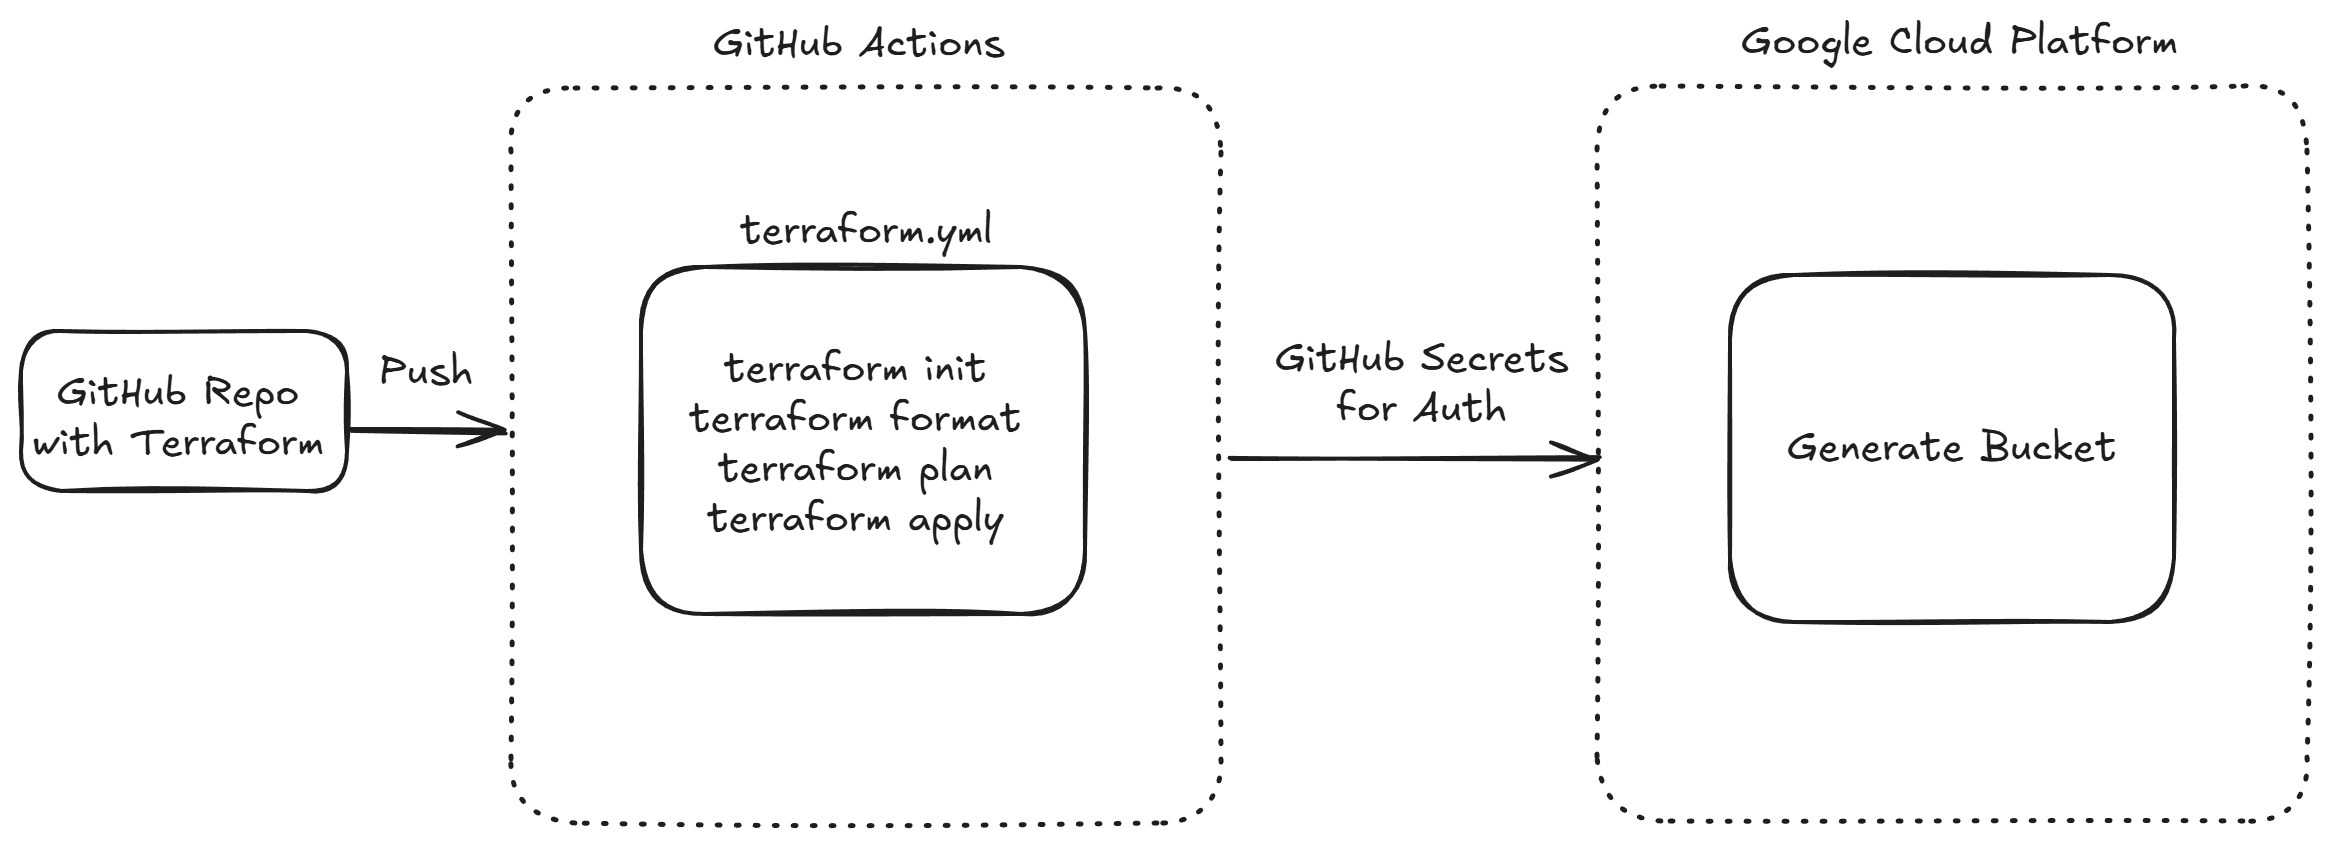 GitHub Actions
Google Cloud Platform
terraform.yml
GitHub Repo
with Terraform
Push
terraform init
terraform format
terraform plan
terraform apply
GitHub Secrets
for Auth
Generate Bucket